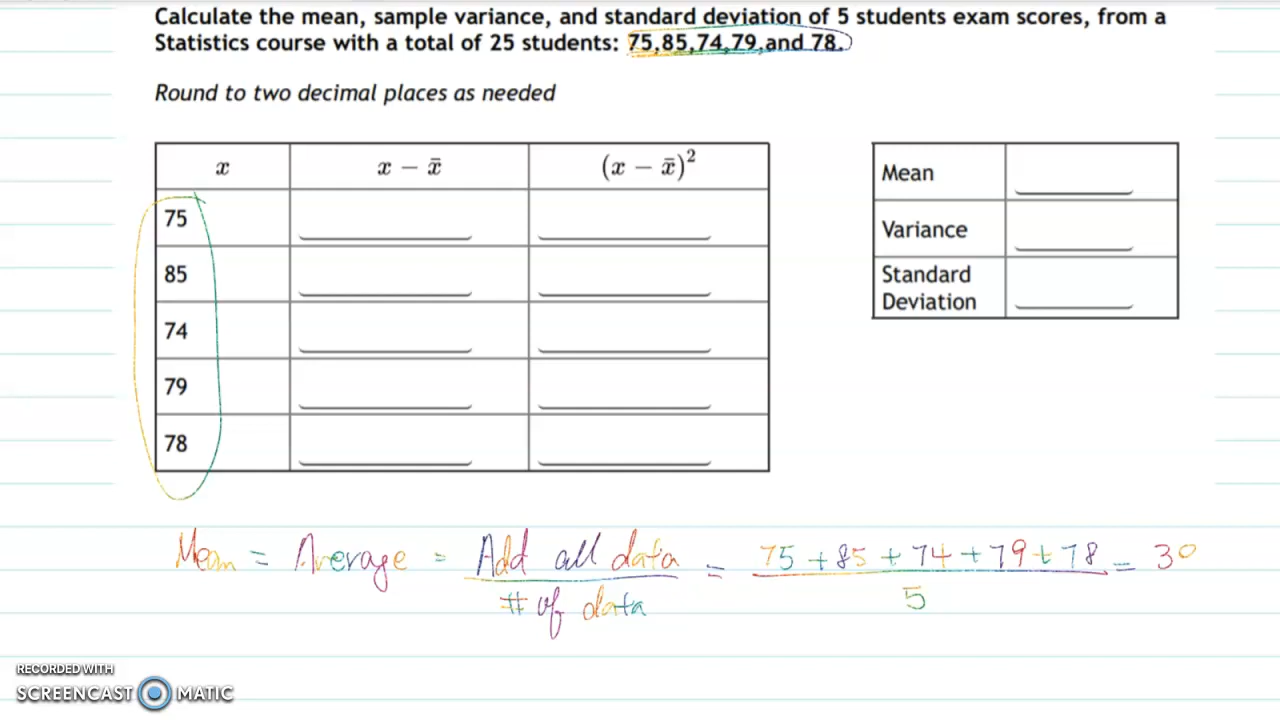 Calculate the mean, sample variance, and standard deviation of 5 students exam scores, from a
Statistics course with a total of 25 students: 75,85,74,79,and 78.
Round to two decimal places as needed
x x − x̄ (x − x̄)²
75
85
74
79
78
Mean
Variance
Standard
Deviation
Mean = Average = Add all data / # of data = 75 + 85 + 74 + 79 + 78 / 5 = 30
RECORDED WITH
SCREENCAST MATIC